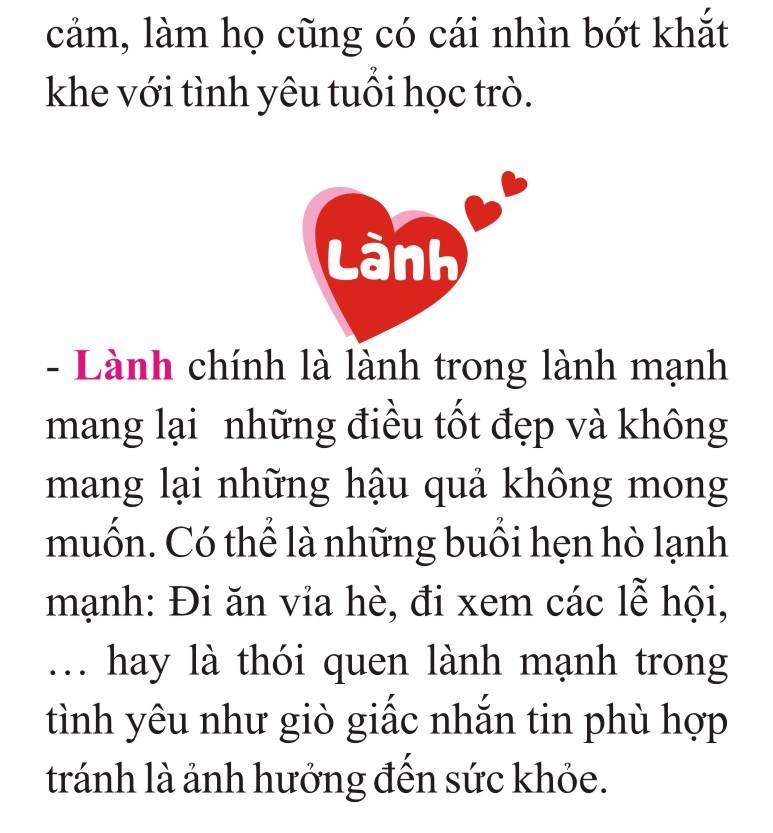 cảm, làm họ cũng có cái nhìn bớt khắt
khe với tình yêu tuổi học trò.
Lành
- Lành chính là lành trong lành mạnh
mang lại những điều tốt đẹp và không
mang lại những hậu quả không mong
muốn. Có thể là những buổi hẹn hò lạnh
mạnh: Đi ăn vỉa hè, đi xem các lễ hội,
… hay là thói quen lành mạnh trong
tình yêu như giò giấc nhắn tin phù hợp
tránh là ảnh hưởng đến sức khỏe.